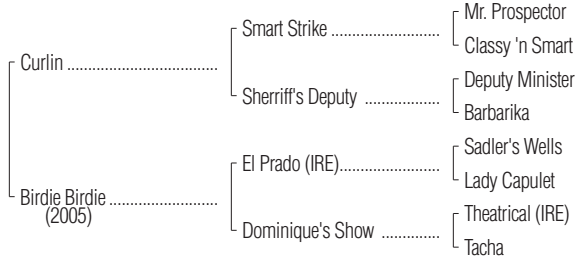 Mr. Prospector
Smart Strike ......................
Classy 'n Smart
Curlin ..............................
Deputy Minister
Sherriff's Deputy ...............
Barbarika
Sadler's Wells
El Prado (IRE)....................
Lady Capulet
Birdie Birdie ......................
(2005)
Theatrical (IRE)
Dominique's Show ............
Tacha